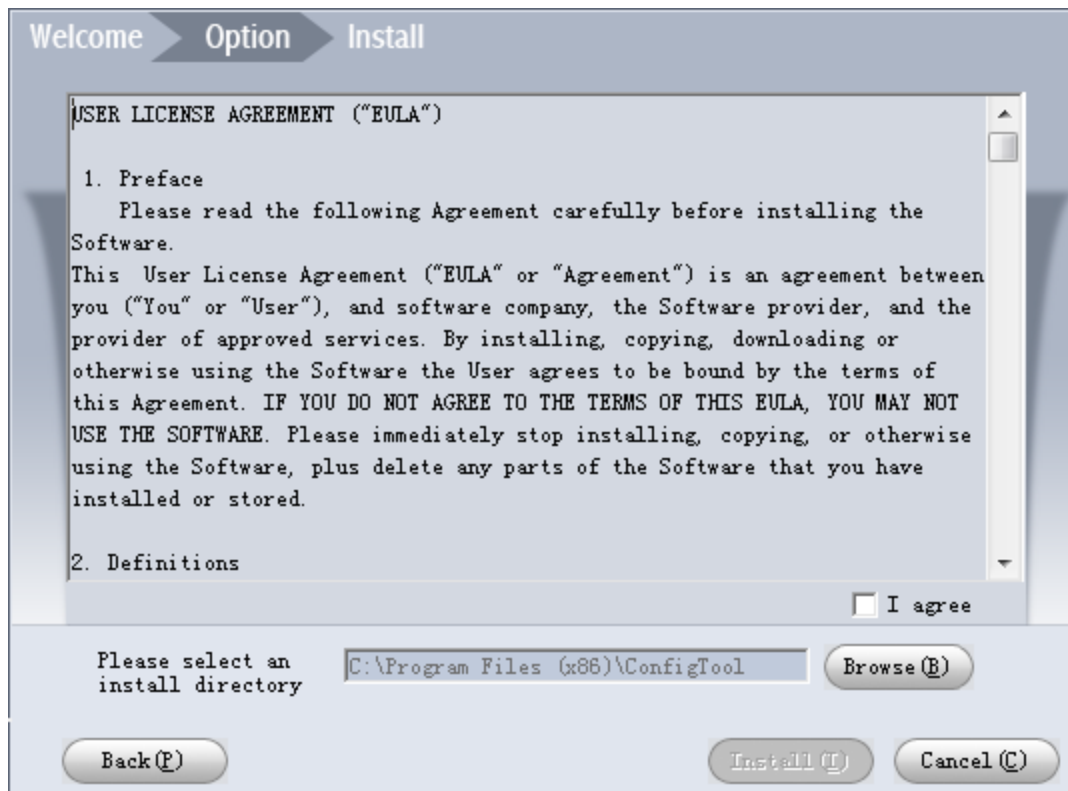 Welcome Option Install
USER LICENSE AGREEMENT ("EULA")
1. Preface
Please read the following Agreement carefully before installing the
Software.
This  User License Agreement ("EULA" or "Agreement") is an agreement between
you ("You" or "User"), and software company, the Software provider, and the
provider of approved services. By installing, copying, downloading or
otherwise using the Software the User agrees to be bound by the terms of
this Agreement. IF YOU DO NOT AGREE TO THE TERMS OF THIS EULA, YOU MAY NOT
USE THE SOFTWARE. Please immediately stop installing, copying, or otherwise
using the Software, plus delete any parts of the Software that you have
installed or stored.
2. Definitions
I agree
Please select an
install directory
C:\Program Files (x86)\ConfigTool
Browse(B)
Back(P)
Install(I)
Cancel(C)